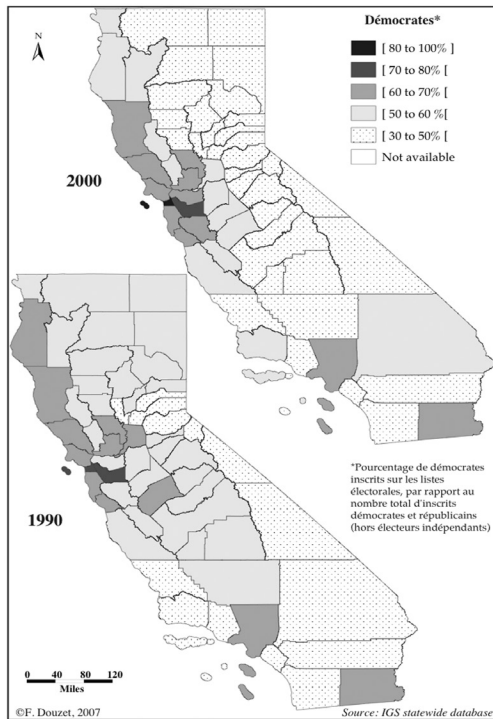 Démocrates*
N
[ 80 to 100% ]
[ 70 to 80% [
[ 60 to 70% [
[ 50 to 60 %[
[ 30 to 50% [
Not available
2000
1990
*Pourcentage de démocrates
inscrits sur les listes
électorales, par rapport au
nombre total d'inscrits
démocrates et républicains
(hors électeurs indépendants)
0 40 80 120
Miles
©F. Douzet, 2007
Source: IGS statewide database